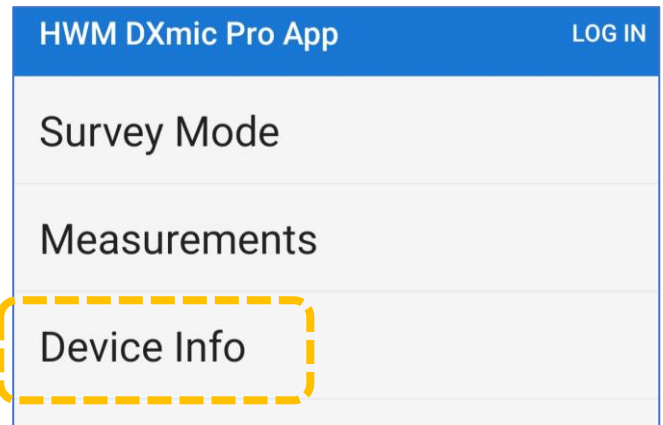 HWM DXmic Pro App LOG IN
Survey Mode
Measurements
Device Info